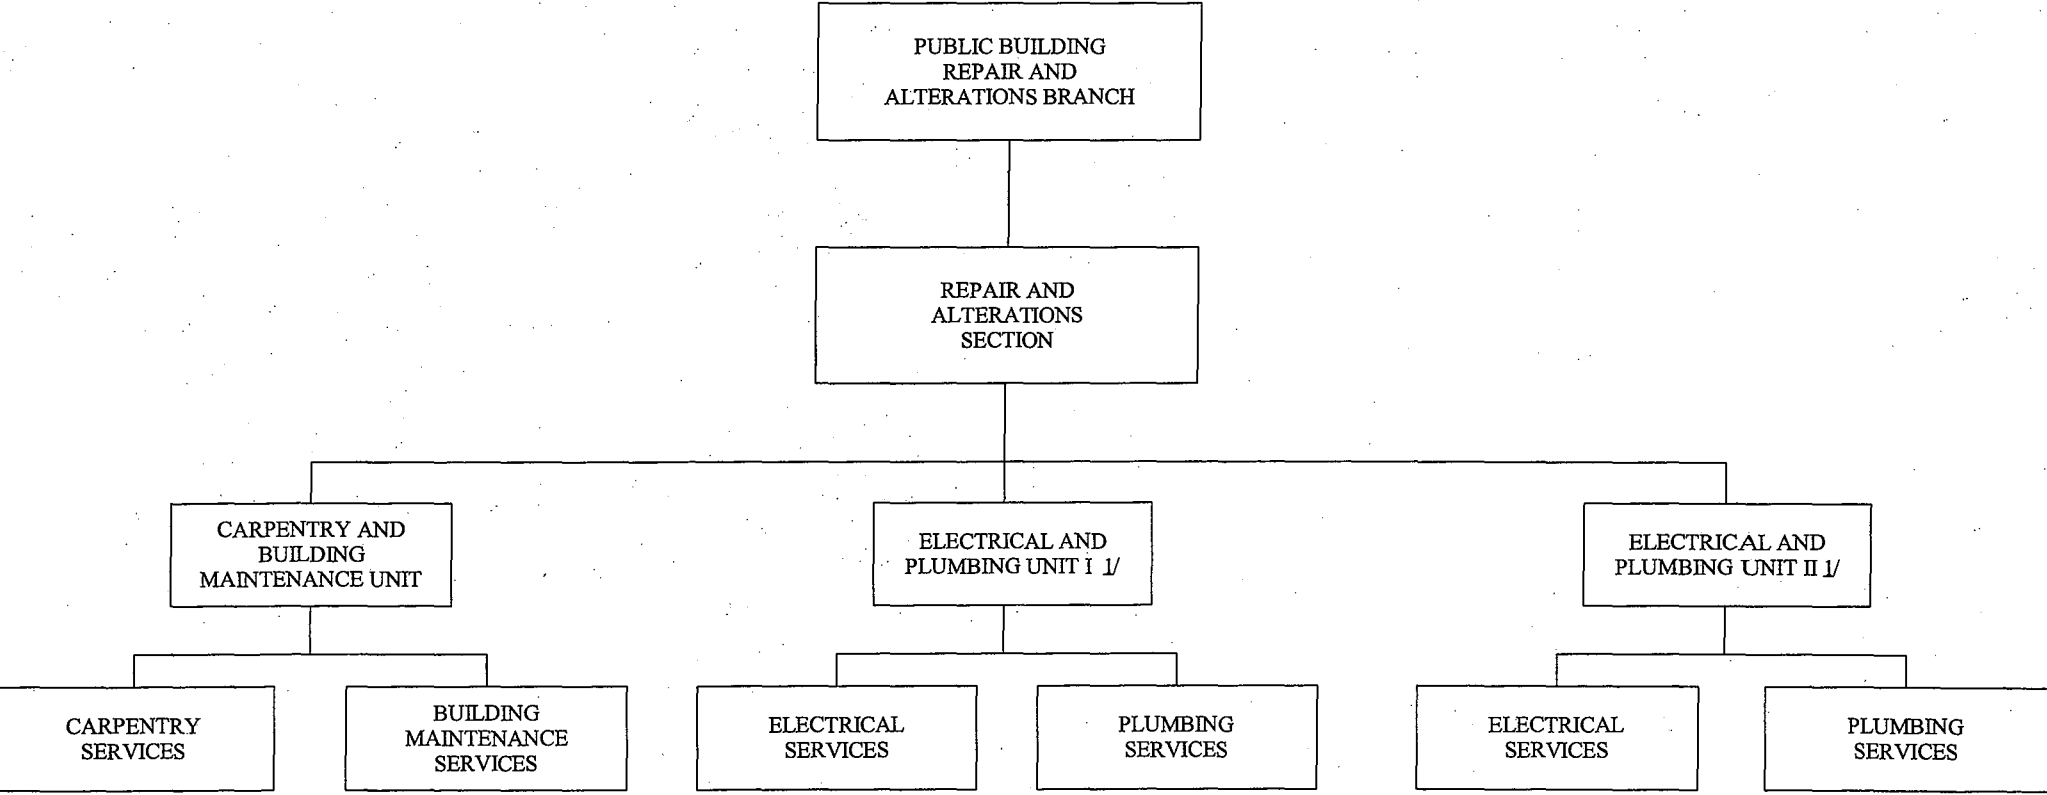 PUBLIC BUILDING
REPAIR AND
ALTERATIONS BRANCH
REPAIR AND
ALTERATIONS
SECTION
CARPENTRY AND
BUILDING
MAINTENANCE UNIT
ELECTRICAL AND
PLUMBING UNIT I 1/
ELECTRICAL AND
PLUMBING UNIT II 1/
CARPENTRY
SERVICES
BUILDING
MAINTENANCE
SERVICES
ELECTRICAL
SERVICES
PLUMBING
SERVICES
ELECTRICAL
SERVICES
PLUMBING
SERVICES